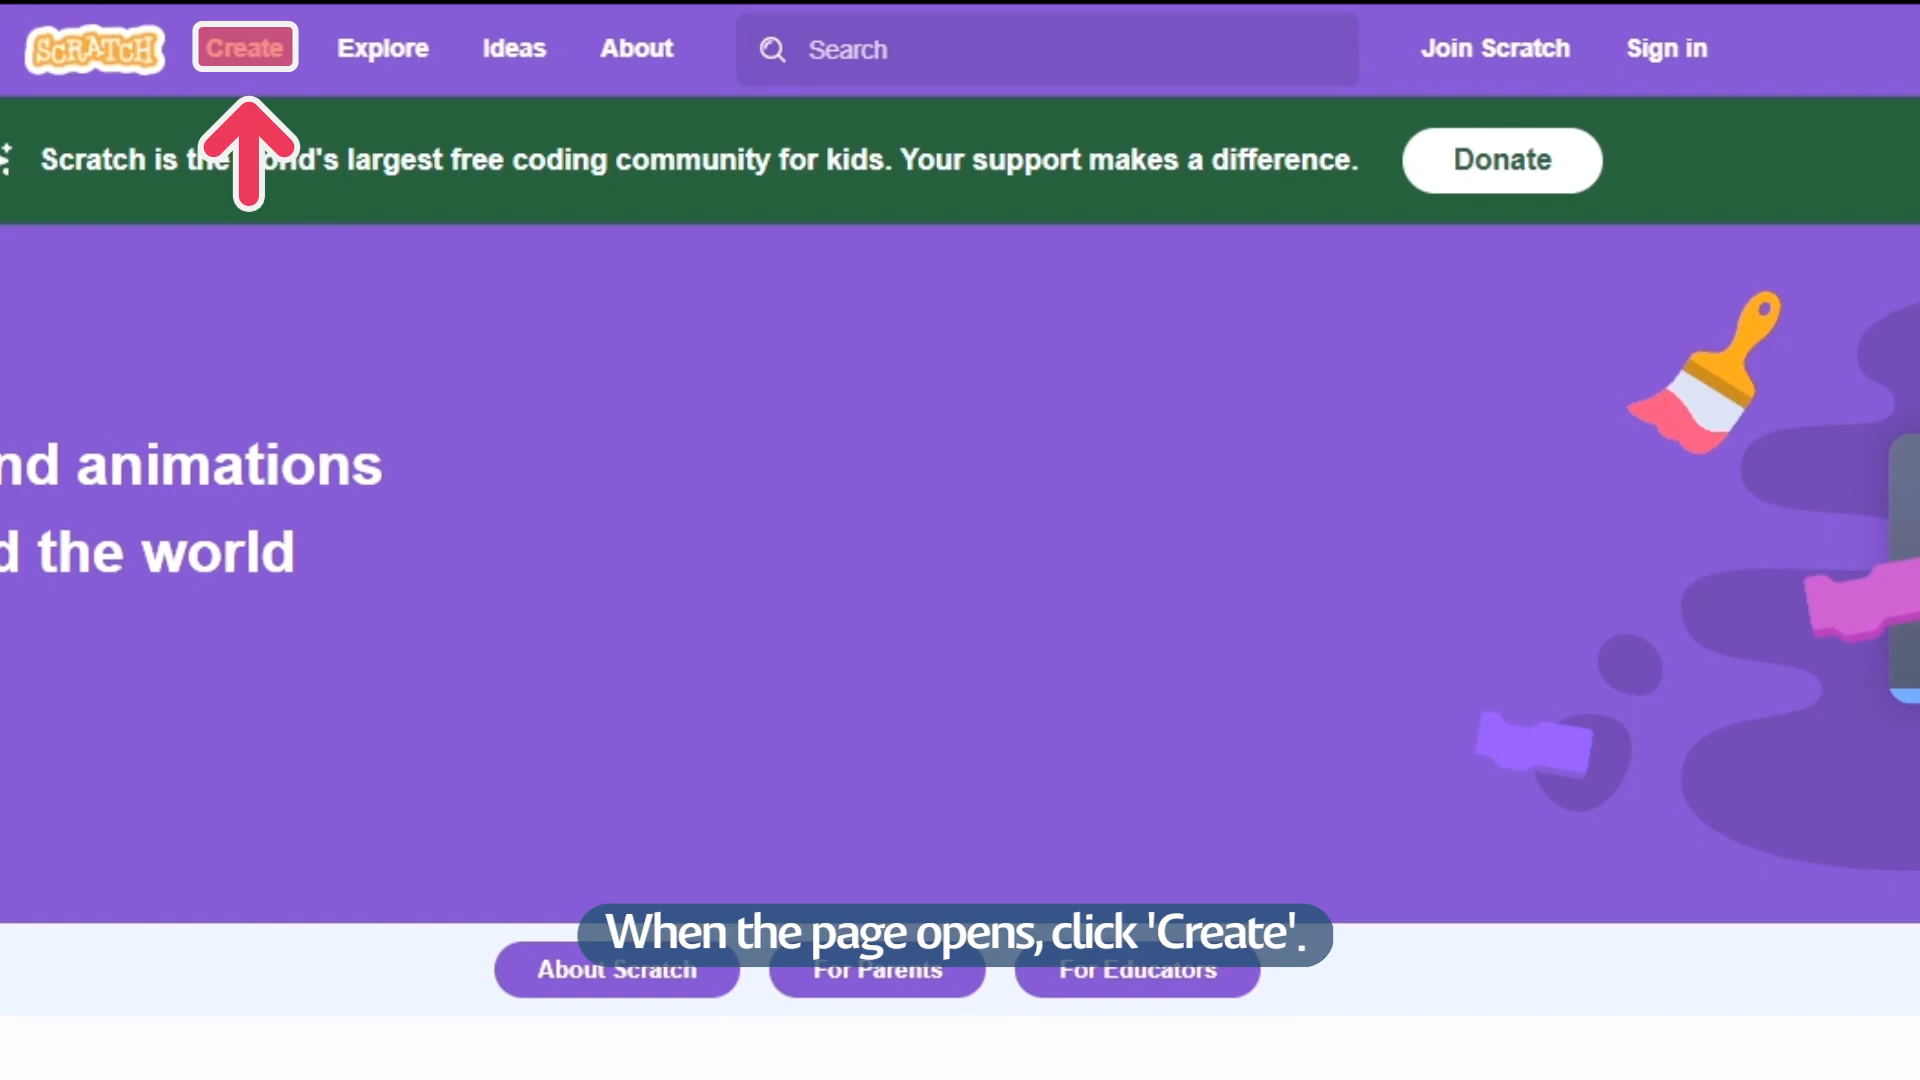 SCRATCH Create Explore Ideas About Search Join Scratch Sign in
Scratch is the world's largest free coding community for kids. Your support makes a difference. Donate
nd animations
d the world
When the page opens, click 'Create'.
About Scratch For Parents For Educators